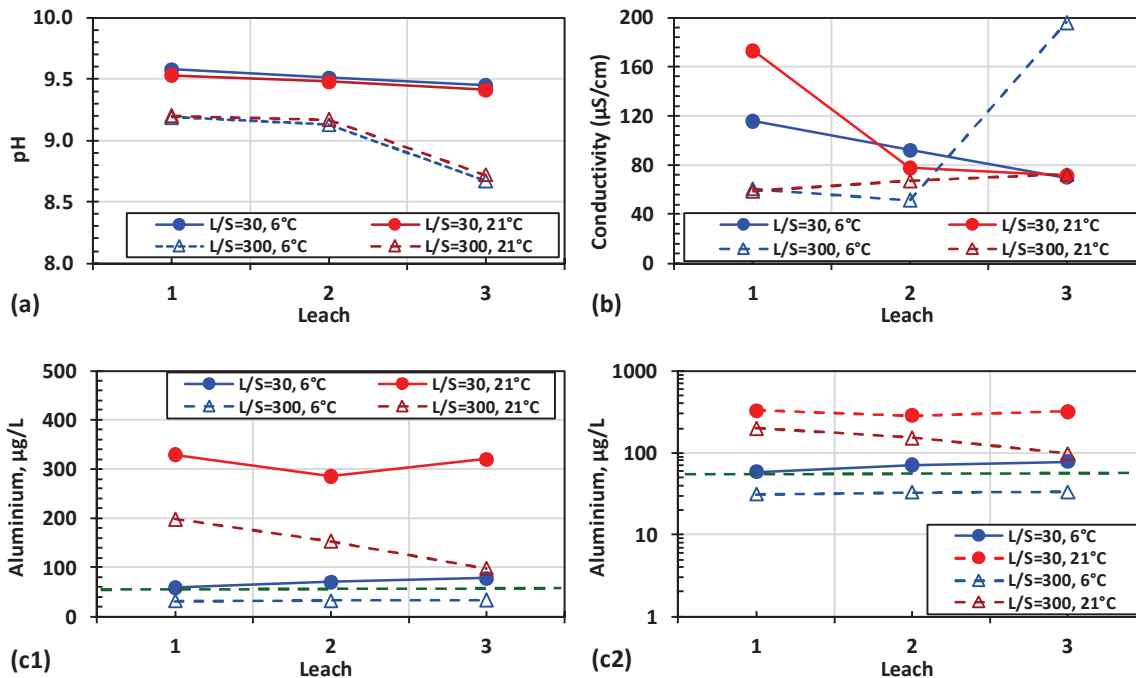 10.0
9.5
9.0
8.5
8.0
pH
L/S=30, 6°C
L/S=30, 21°C
L/S=300, 6°C
L/S=300, 21°C
1
2
3
Leach
(a)
200
160
120
80
40
0
Conductivity (µS/cm)
L/S=30, 6°C
L/S=30, 21°C
L/S=300, 6°C
L/S=300, 21°C
1
2
3
Leach
(b)
500
400
300
200
100
0
Aluminium, µg/L
L/S=30, 6°C
L/S=30, 21°C
L/S=300, 6°C
L/S=300, 21°C
1
2
3
Leach
(c1)
1000
100
10
1
Aluminium, µg/L
L/S=30, 6°C
L/S=30, 21°C
L/S=300, 6°C
L/S=300, 21°C
1
2
3
Leach
(c2)